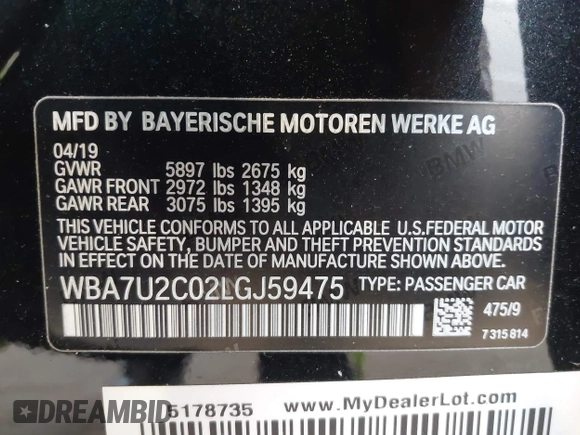 MFD BY BAYERISCHE MOTOREN WERKE AG
04/19
GVWR 5897 lbs 2675 kg
GAWR FRONT 2972 lbs 1348 kg
GAWR REAR 3075 lbs 1395 kg
THIS VEHICLE CONFORMS TO ALL APPLICABLE U.S.FEDERAL MOTOR
VEHICLE SAFETY, BUMPER AND THEFT PREVENTION STANDARDS
IN EFFECT ON THE DATE OF MANUFACTURE SHOWN ABOVE.
WBA7U2C02LGJ59475 TYPE: PASSENGER CAR
475/9
7315814
5178735 www.MyDealerLot.com
DREAMBID